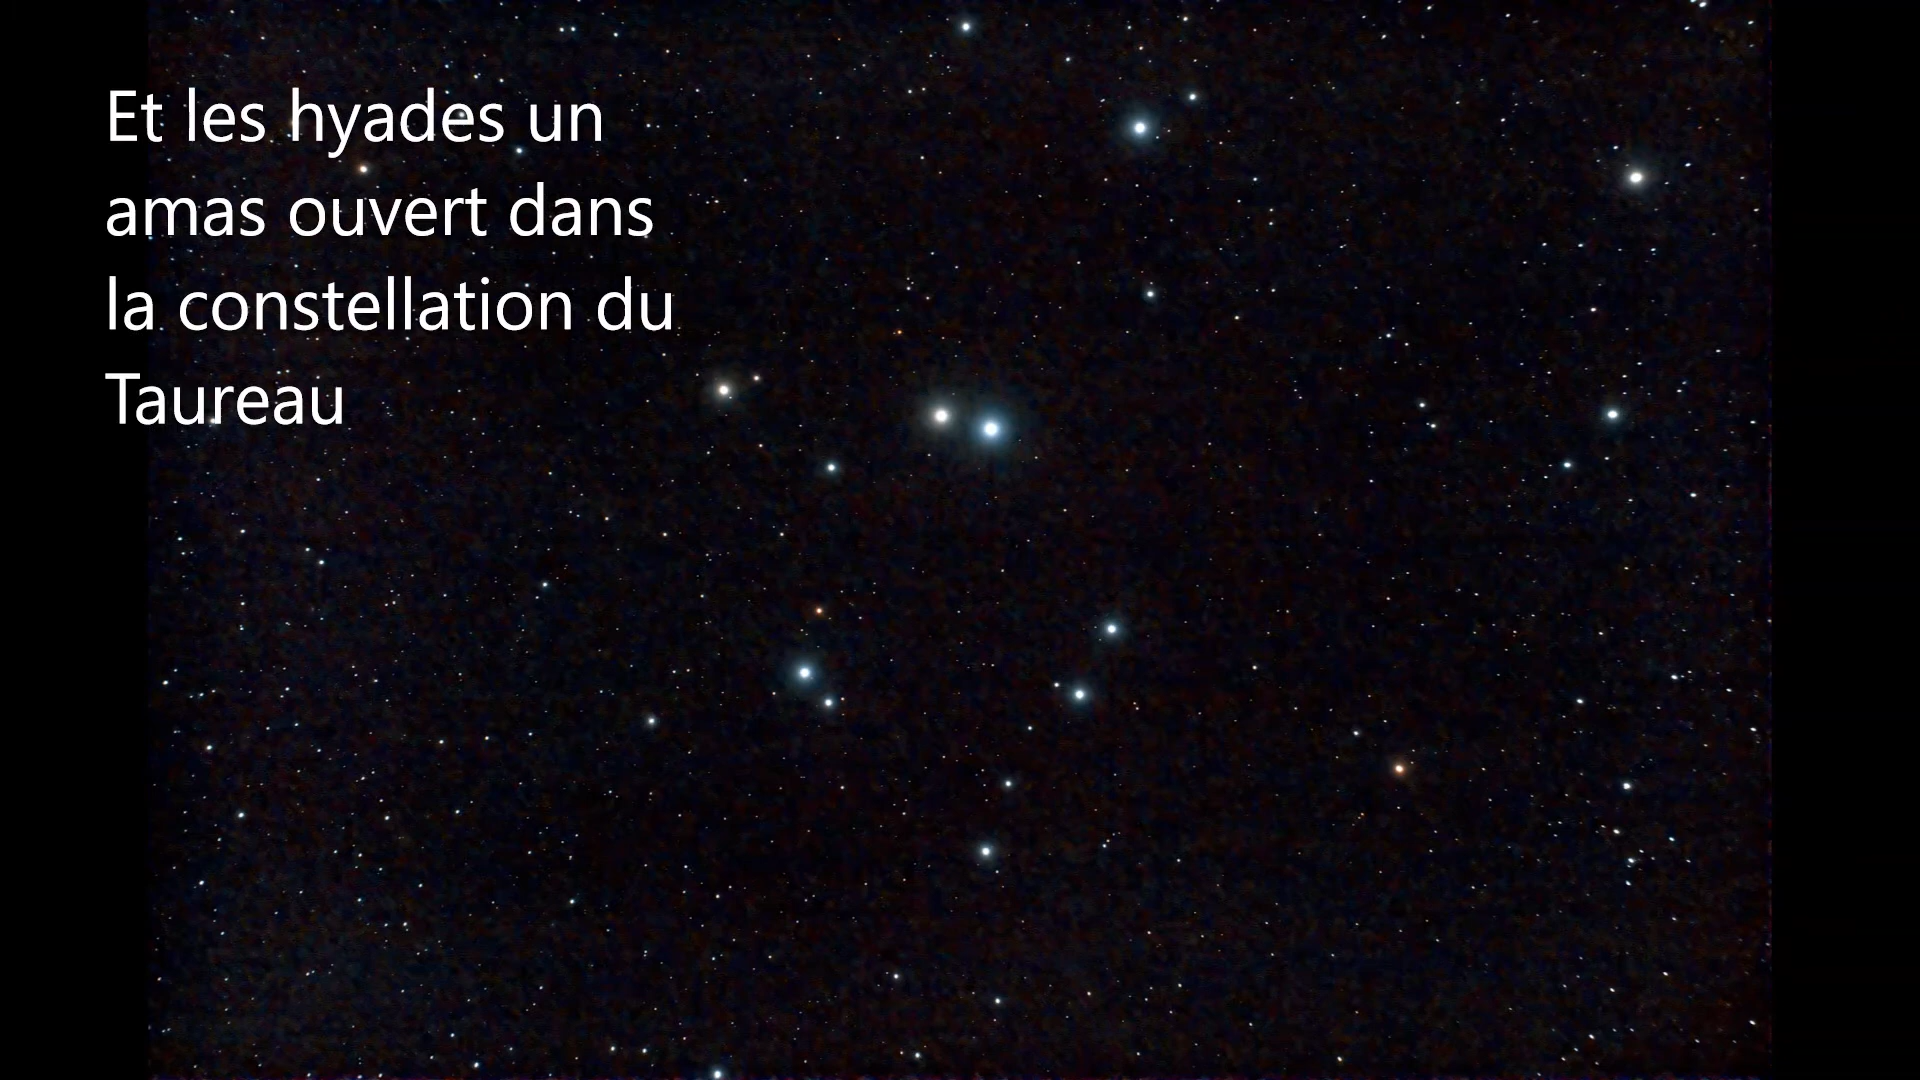 Et les hyades un
amas ouvert dans
la constellation du
Taureau